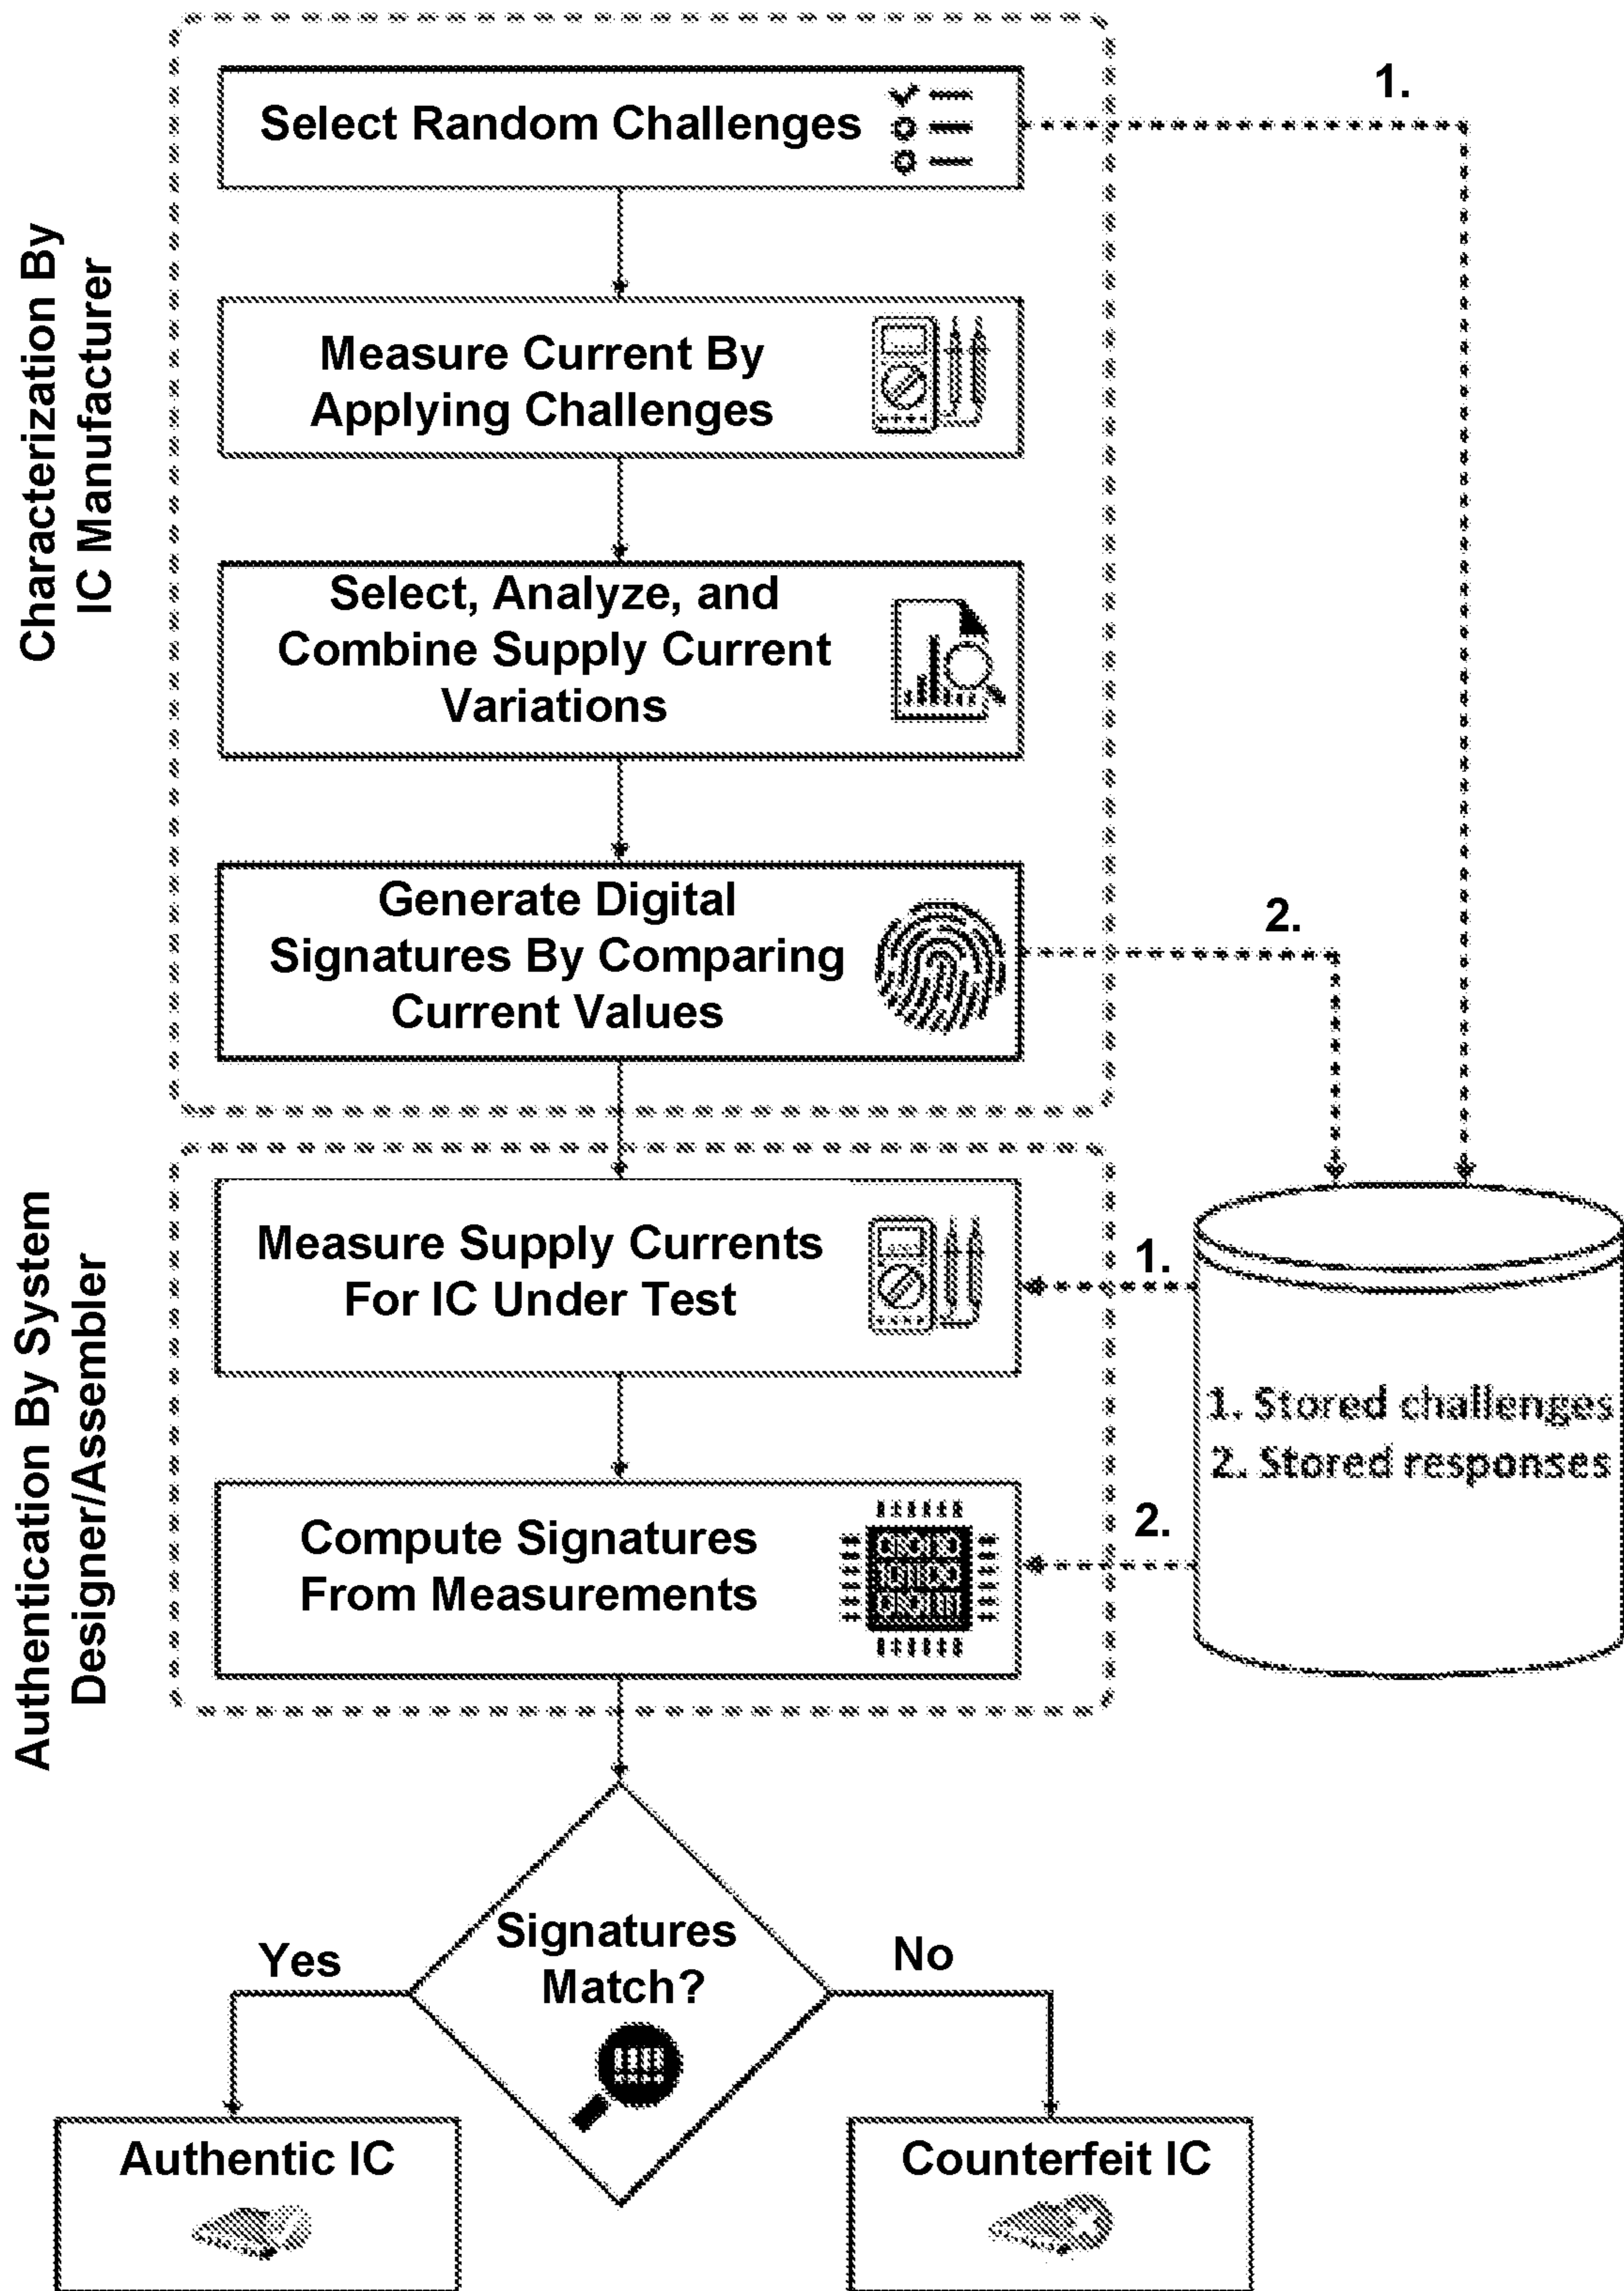 Characterization By
IC Manufacturer
Select Random Challenges
1.
Measure Current By
Applying Challenges
Select, Analyze, and
Combine Supply Current
Variations
Generate Digital
Signatures By Comparing
Current Values
2.
Authentication By System
Designer/Assembler
Measure Supply Currents
For IC Under Test
1.
1. Stored challenges
2. Stored responses
Compute Signatures
From Measurements
2.
Signatures
Match?
Yes
No
Authentic IC
Counterfeit IC